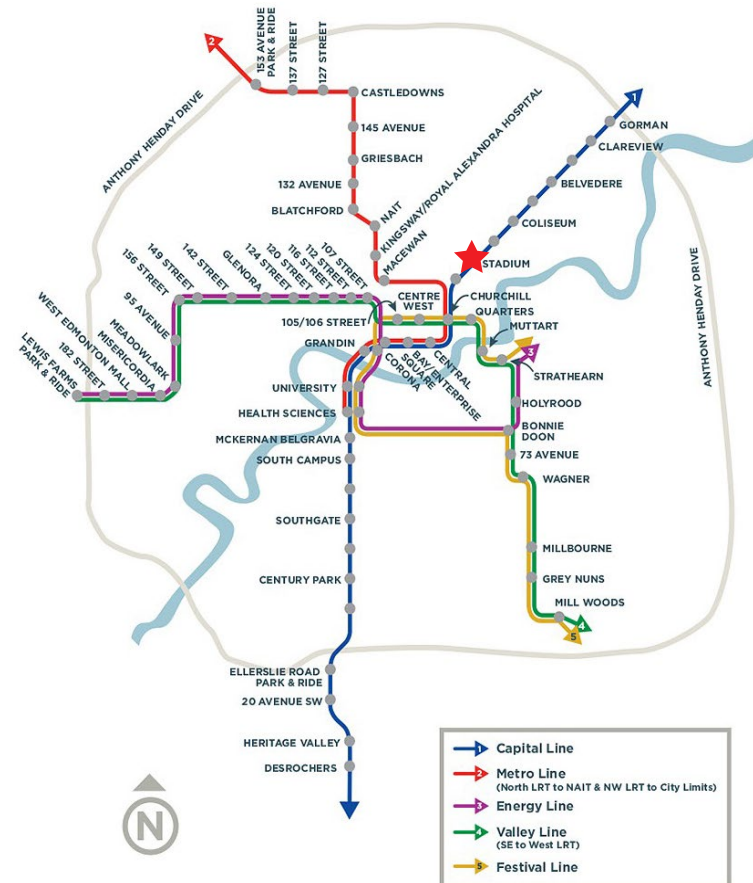 2
153 AVENUE
PARK & RIDE
137 STREET
127 STREET
CASTLEDOWNS
145 AVENUE
GRIESBACH
132 AVENUE
BLATCHFORD
NAIT
KINGSWAY/ROYAL ALEXANDRA HOSPITAL
MACEWAN
ANTHONY HENDAY DRIVE
1
GORMAN
CLAREVIEW
BELVEDERE
COLISEUM
STADIUM
CHURCHILL
QUARTERS
MUTTART
3
STRATHEARN
HOLYROOD
BONNIE
DOON
73 AVENUE
WAGNER
MILLBOURNE
GREY NUNS
MILL WOODS
4
5
ANTHONY HENDAY DRIVE
LEWIS FARMS
PARK & RIDE
182 STREET
WEST EDMONTON MALL
MISERICORDIA
MEADOWLARK
95 AVENUE
156 STREET
149 STREET
142 STREET
GLENORA
124 STREET
120 STREET
116 STREET
112 STREET
107 STREET
105/106 STREET
CENTRE
WEST
GRANDIN
CORONA
BAY/ENTERPRISE
SQUARE
CENTRAL
UNIVERSITY
HEALTH SCIENCES
MCKERNAN BELGRAVIA
SOUTH CAMPUS
SOUTHGATE
CENTURY PARK
ELLERSLIE ROAD
PARK & RIDE
20 AVENUE SW
HERITAGE VALLEY
DESROCHERS
N
1 Capital Line
2 Metro Line
(North LRT to NAIT & NW LRT to City Limits)
3 Energy Line
4 Valley Line
(SE to West LRT)
5 Festival Line